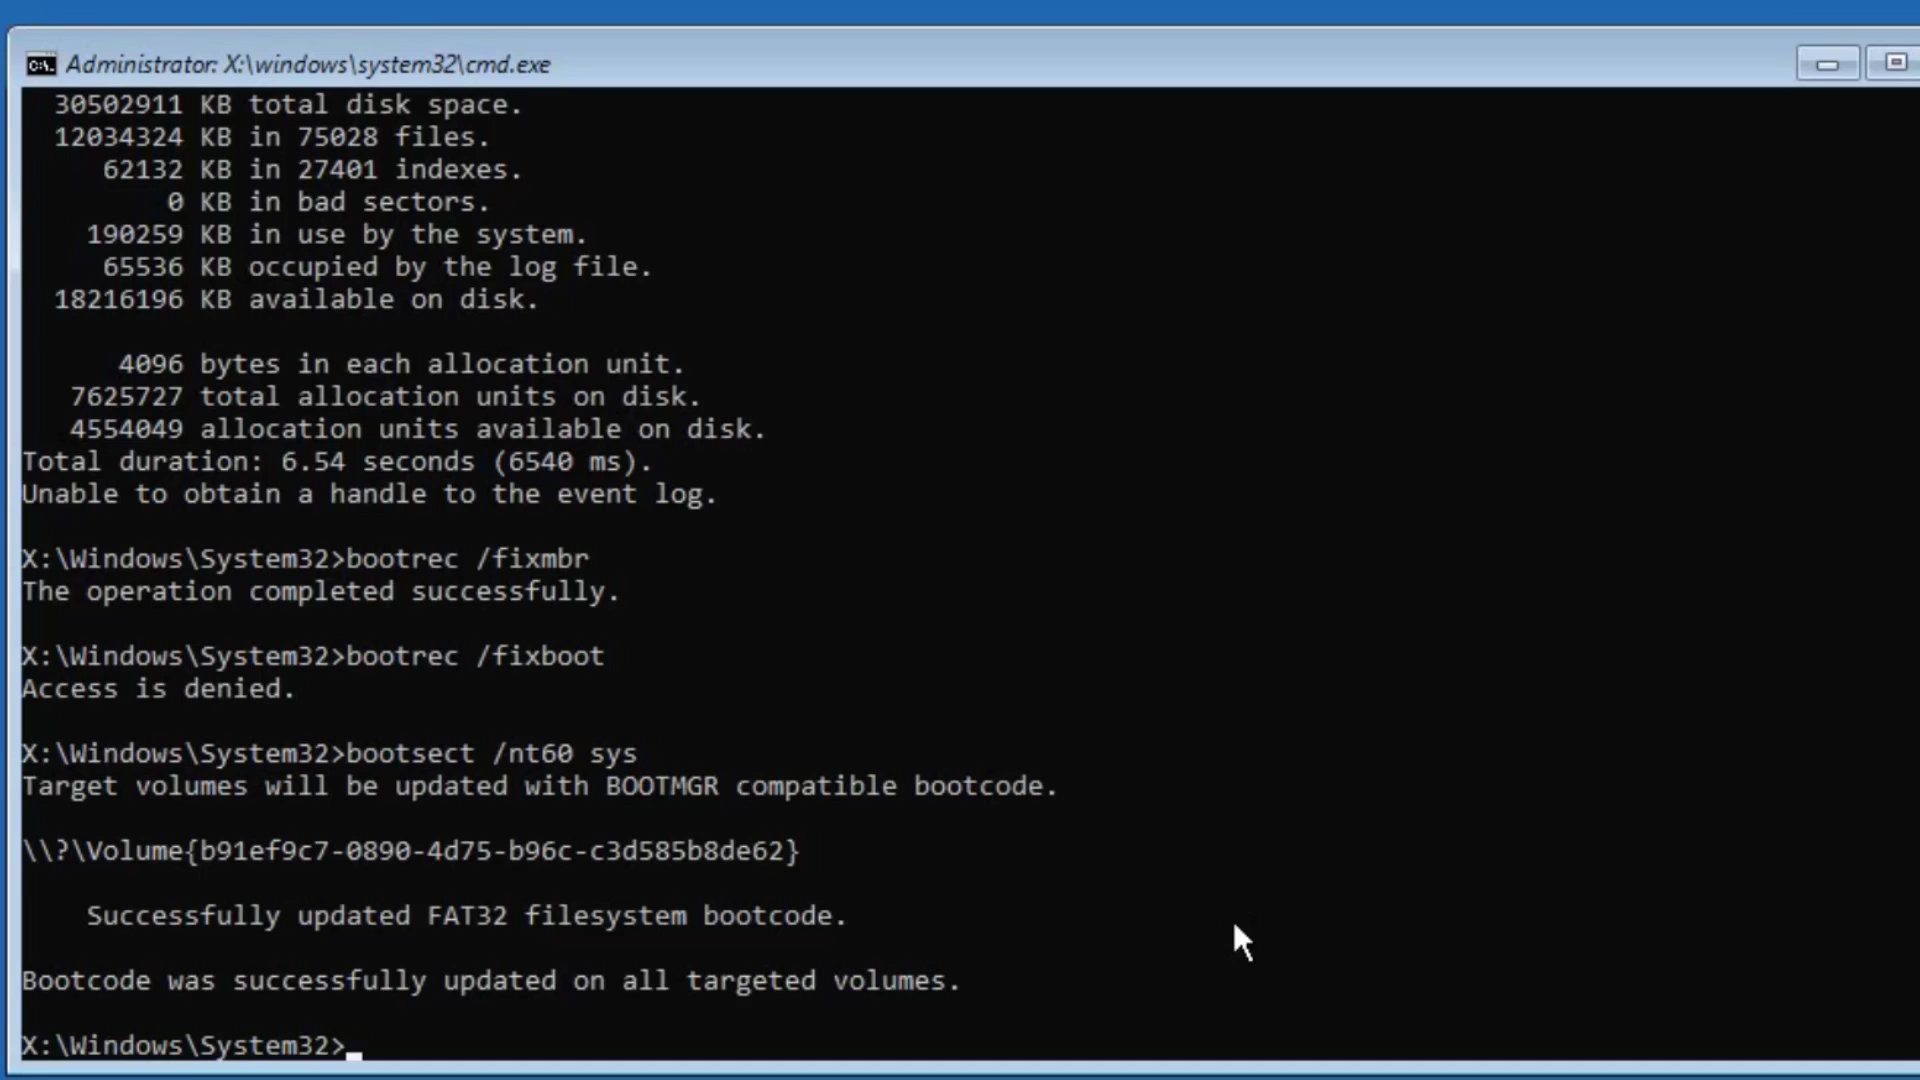 Administrator: X:\windows\system32\cmd.exe
30502911 KB total disk space.
12034324 KB in 75028 files.
62132 KB in 27401 indexes.
0 KB in bad sectors.
190259 KB in use by the system.
65536 KB occupied by the log file.
18216196 KB available on disk.
4096 bytes in each allocation unit.
7625727 total allocation units on disk.
4554049 allocation units available on disk.
Total duration: 6.54 seconds (6540 ms).
Unable to obtain a handle to the event log.
X:\Windows\System32>bootrec /fixmbr
The operation completed successfully.
X:\Windows\System32>bootrec /fixboot
Access is denied.
X:\Windows\System32>bootsect /nt60 sys
Target volumes will be updated with BOOTMGR compatible bootcode.
\\?\Volume{b91ef9c7-0890-4d75-b96c-c3d585b8de62}
Successfully updated FAT32 filesystem bootcode.
Bootcode was successfully updated on all targeted volumes.
X:\Windows\System32>